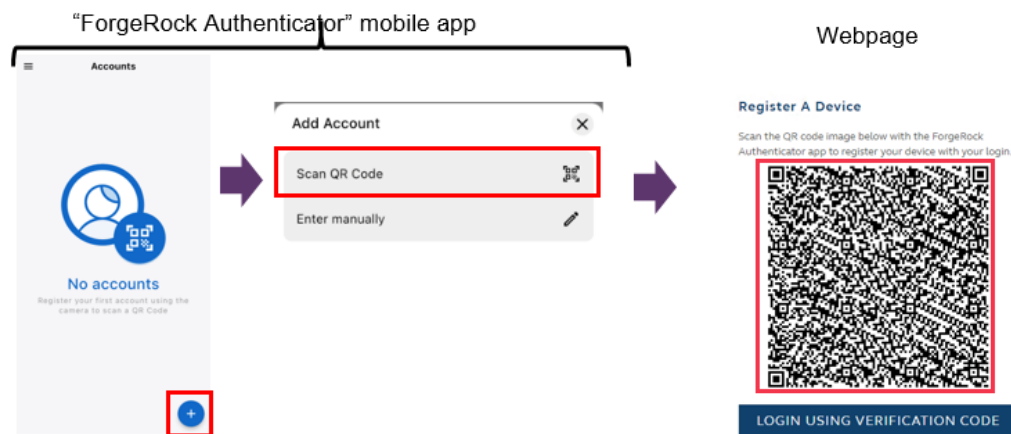 “ForgeRock Authenticator” mobile app
Webpage
Accounts
No accounts
Register your first account using the
camera to scan a QR Code
Add Account
Scan QR Code
Enter manually
Register A Device
Scan the QR code image below with the ForgeRock
Authenticator app to register your device with your login.
LOGIN USING VERIFICATION CODE